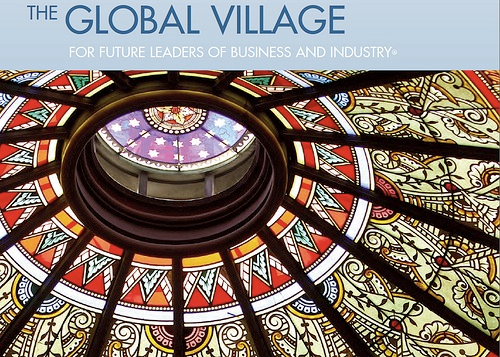 THE GLOBAL VILLAGE
FOR FUTURE LEADERS OF BUSINESS AND INDUSTRY®